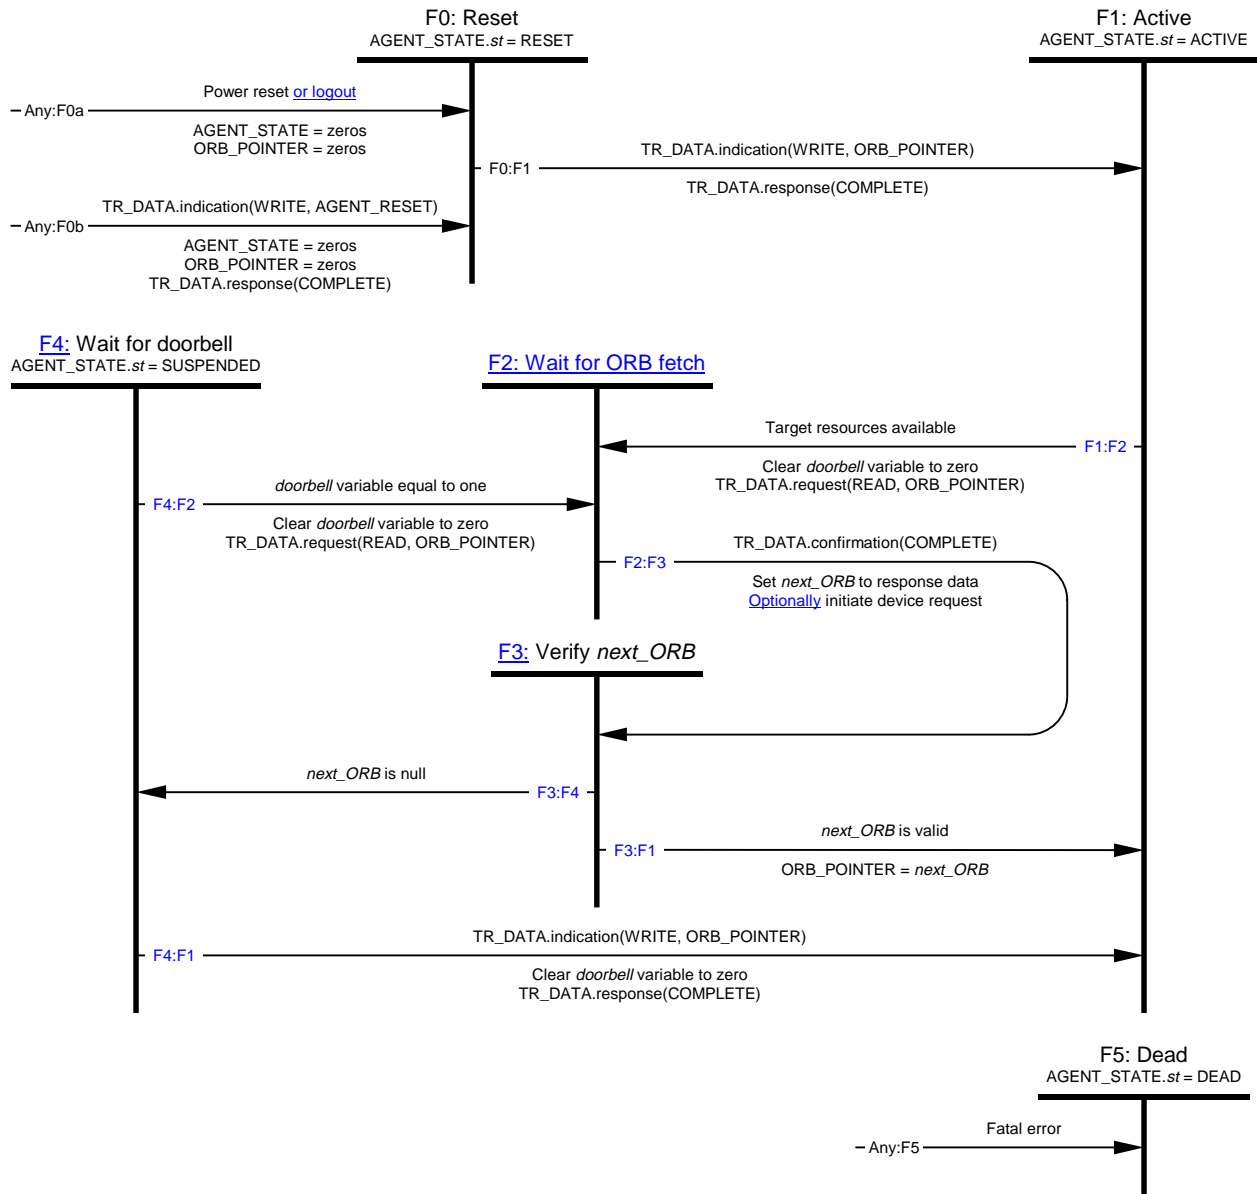 F0: Reset
AGENT_STATE.st = RESET
F1: Active
AGENT_STATE.st = ACTIVE
Power reset or logout
Any:F0a
AGENT_STATE = zeros
ORB_POINTER = zeros
TR_DATA.indication(WRITE, ORB_POINTER)
F0:F1
TR_DATA.response(COMPLETE)
TR_DATA.indication(WRITE, AGENT_RESET)
Any:F0b
AGENT_STATE = zeros
ORB_POINTER = zeros
TR_DATA.response(COMPLETE)
F4: Wait for doorbell
AGENT_STATE.st = SUSPENDED
F2: Wait for ORB fetch
Target resources available
F1:F2
Clear doorbell variable to zero
TR_DATA.request(READ, ORB_POINTER)
doorbell variable equal to one
F4:F2
Clear doorbell variable to zero
TR_DATA.request(READ, ORB_POINTER)
TR_DATA.confirmation(COMPLETE)
F2:F3
Set next_ORB to response data
Optionally initiate device request
F3: Verify next_ORB
next_ORB is null
F3:F4
next_ORB is valid
F3:F1
ORB_POINTER = next_ORB
TR_DATA.indication(WRITE, ORB_POINTER)
F4:F1
Clear doorbell variable to zero
TR_DATA.response(COMPLETE)
F5: Dead
AGENT_STATE.st = DEAD
Fatal error
Any:F5